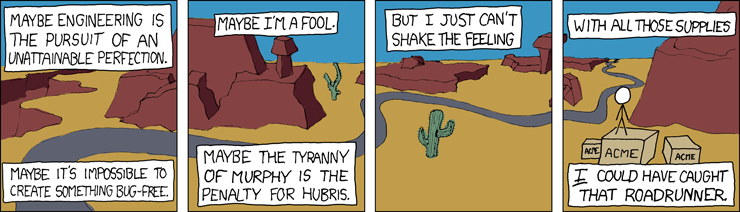 MAYBE ENGINEERING IS
THE PURSUIT OF AN
UNATTAINABLE PERFECTION.
MAYBE IT'S IMPOSSIBLE TO
CREATE SOMETHING BUG-FREE.
MAYBE I'M A FOOL.
MAYBE THE TYRANNY
OF MURPHY IS THE
PENALTY FOR HUBRIS.
BUT I JUST CAN'T
SHAKE THE FEELING
WITH ALL THOSE SUPPLIES
ACME
ACME
ACME
I COULD HAVE CAUGHT
THAT ROADRUNNER.